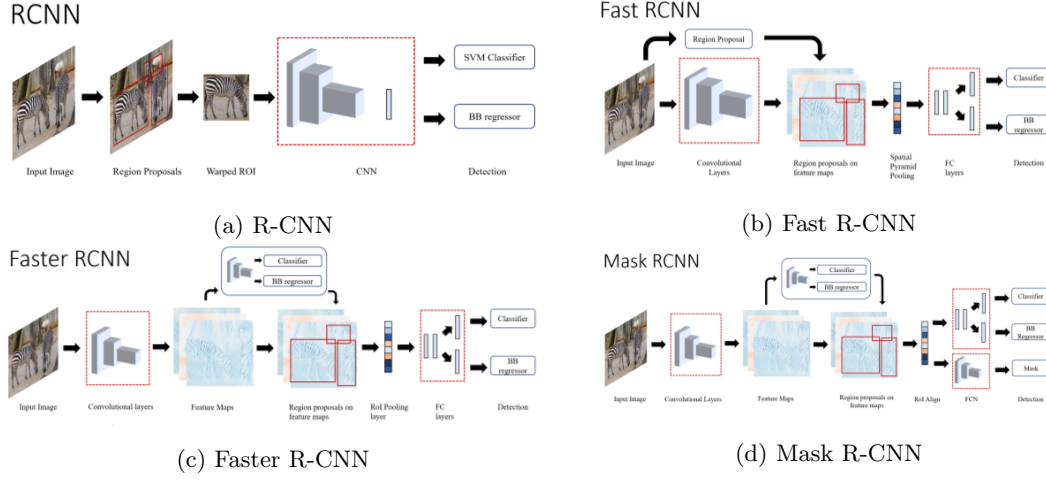 RCNN
SVM Classifier
BB regressor
Input Image
Region Proposals
Warped ROI
CNN
Detection
(a) R-CNN
Fast RCNN
Region Proposal
Classifier
BB
regressor
Input Image
Convolutional
Layers
Region proposals on
feature maps
Spatial
Pyramid
Pooling
FC
layers
Detection
(b) Fast R-CNN
Faster RCNN
Classifier
BB regressor
Classifier
BB
regressor
Input Image
Convolutional layers
Feature Maps
Region proposals on
feature maps
RoI Pooling
layer
FC
layers
Detection
(c) Faster R-CNN
Mask RCNN
Classifier
BB regressor
Classifier
BB
Regressor
Mask
Input Image
Convolutional Layers
Feature Maps
Region proposals on
feature maps
RoI Align
FCN
Detection
(d) Mask R-CNN